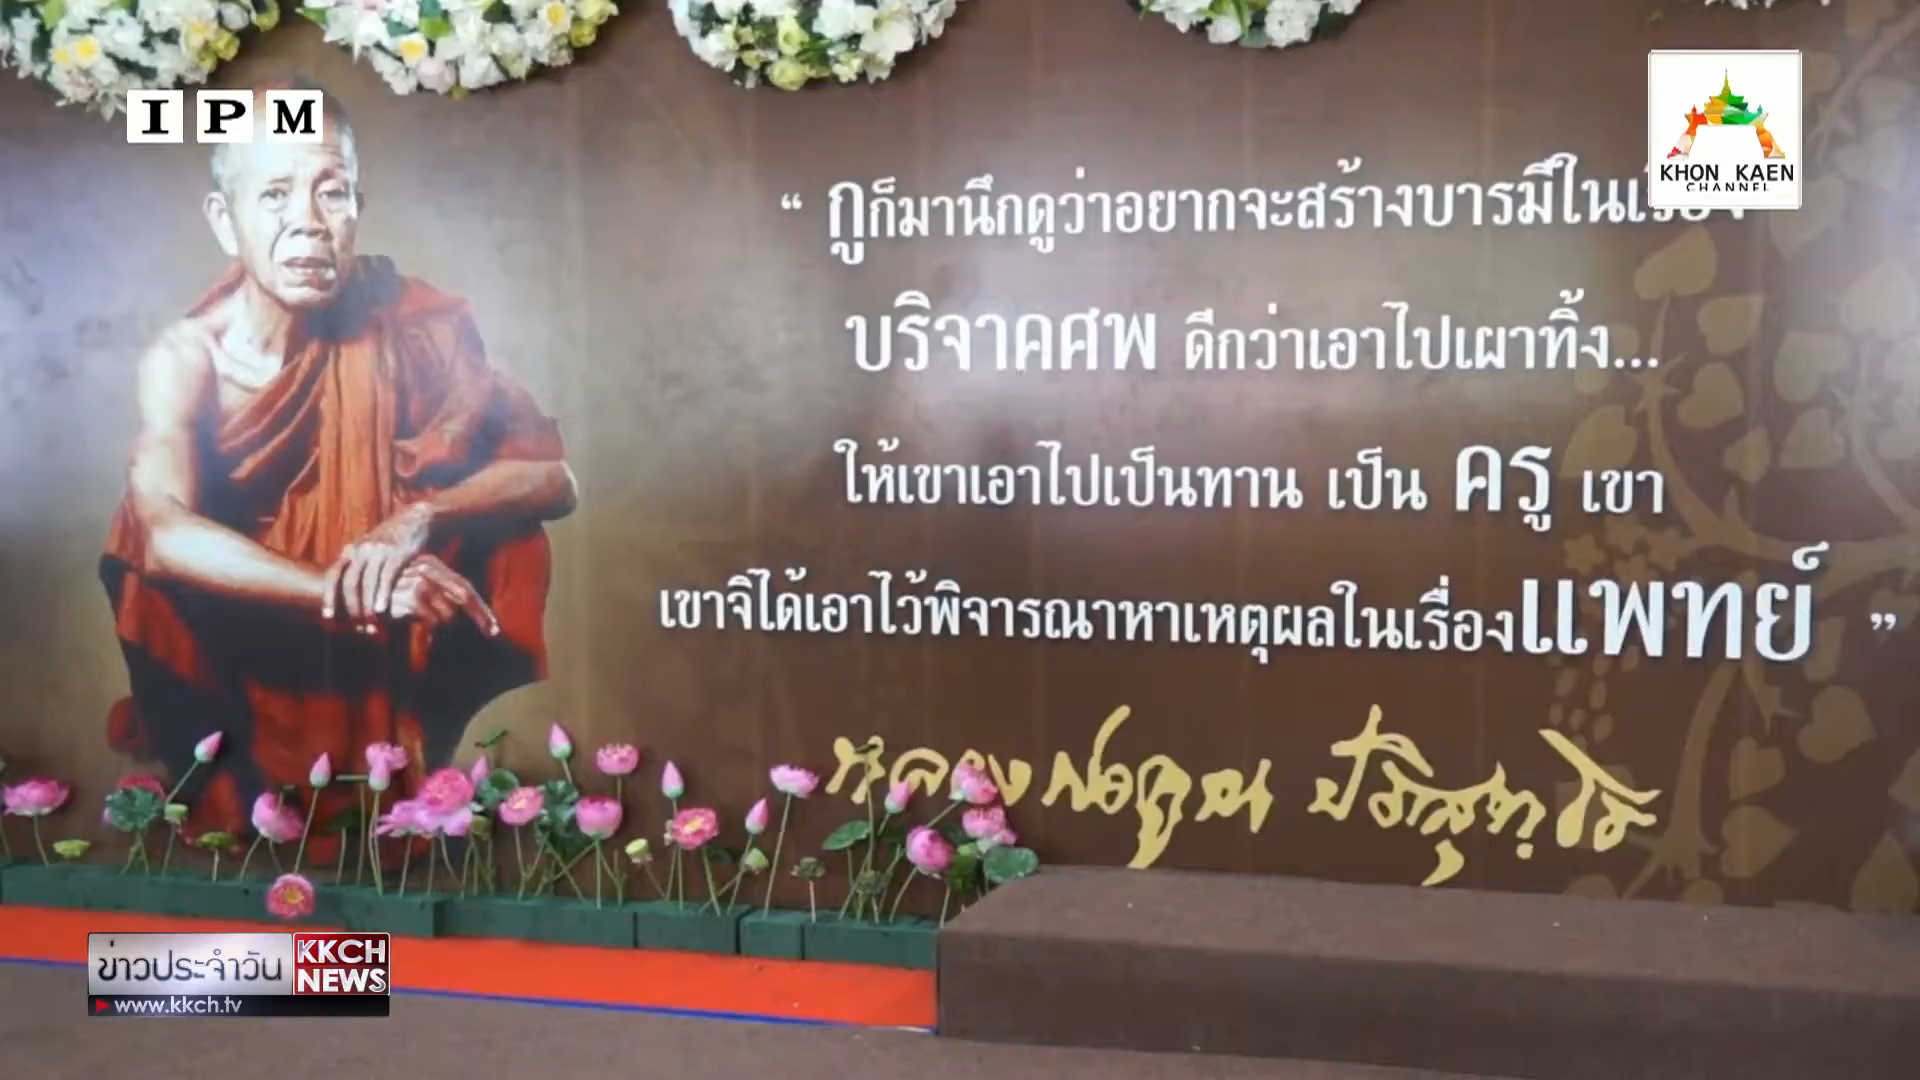 IPM
KHON KAEN
CHANNEL
“ กูก็มานึกดูว่าอยากจะสร้างบารมีในเรื่อง
บริจาคศพ ดีกว่าเอาไปเผาทิ้ง...
ให้เขาเอาไปเป็นทาน เป็น ครู เขา
เขาจิได้เอาไว้พิจารณาหาเหตุผลในเรื่องแพทย์ ”
หลวงพ่อคูณ ปริสุทฺโธ
ข่าวประจำวัน KKCH NEWS
www.kkch.tv